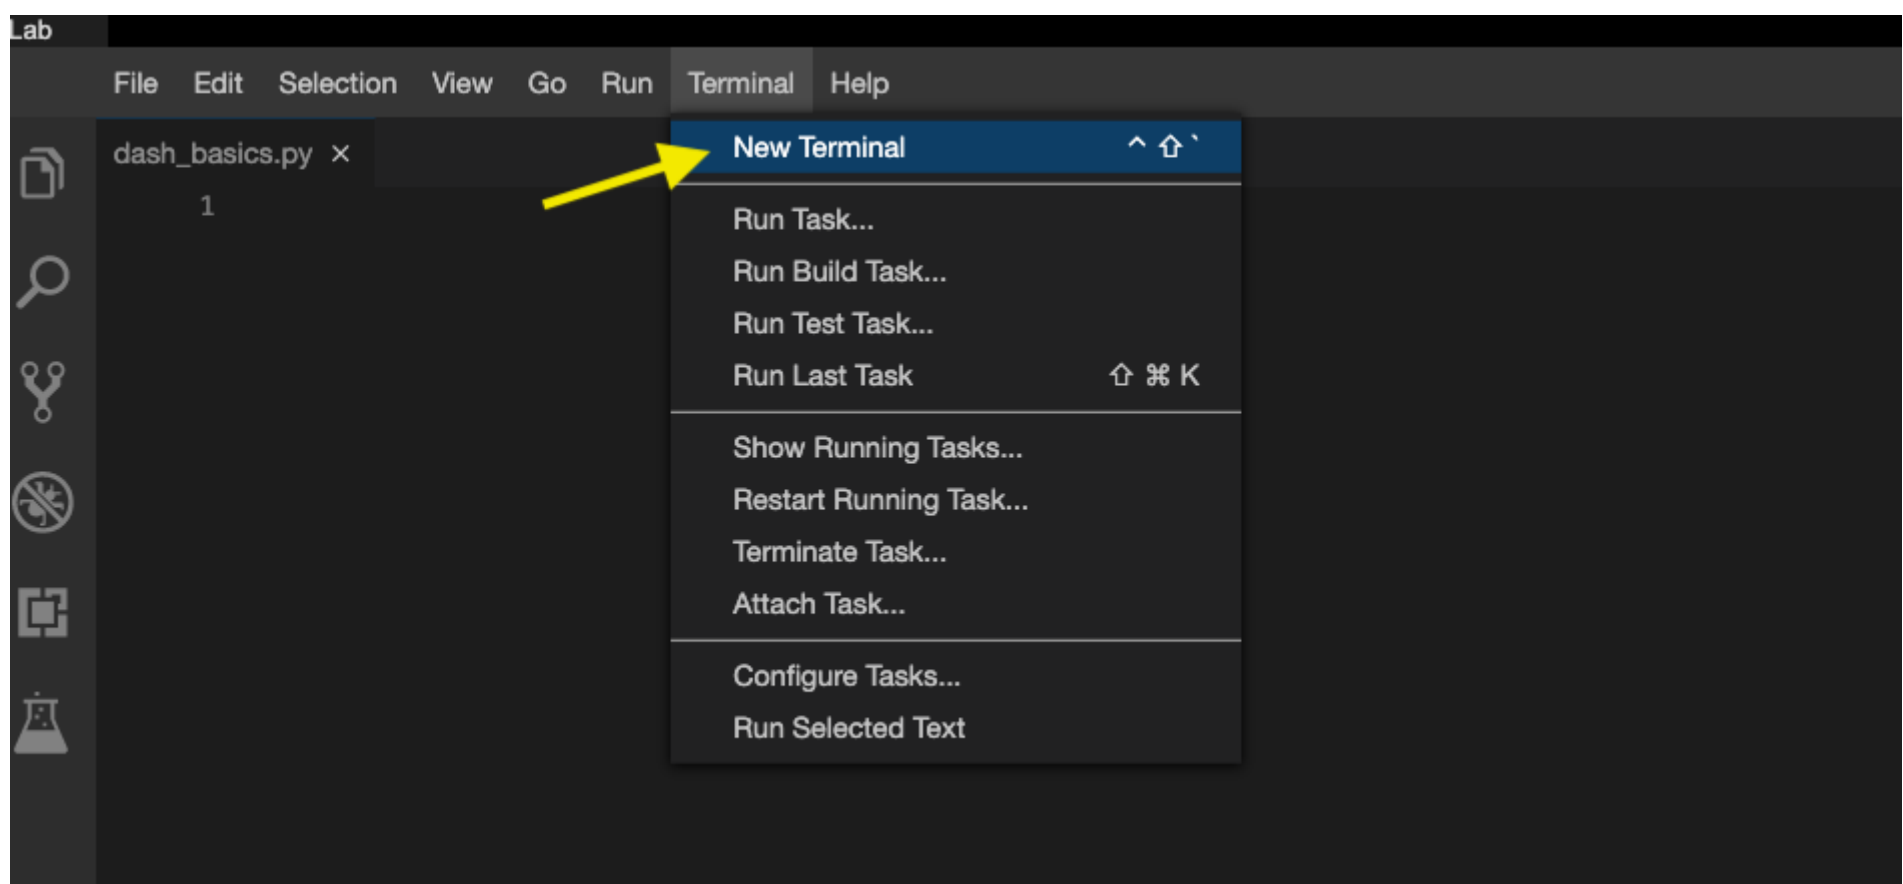 Lab
File Edit Selection View Go Run Terminal Help
dash_basics.py ×
1
New Terminal ^ ⇧ `
Run Task...
Run Build Task...
Run Test Task...
Run Last Task ⇧ ⌘ K
Show Running Tasks...
Restart Running Task...
Terminate Task...
Attach Task...
Configure Tasks...
Run Selected Text